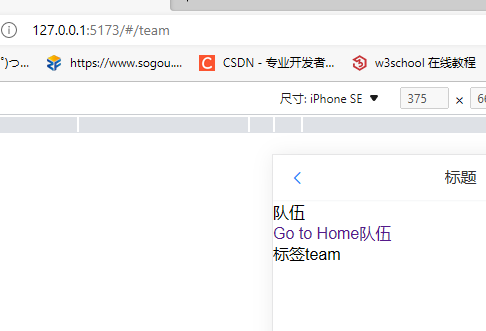 127.0.0.1:5173/#/team
°)つ... https://www.sogou.... CSDN - 专业开发者... w3school 在线教程
尺寸: iPhone SE ▼ 375 ×
标题
队伍
Go to Home队伍
标签team